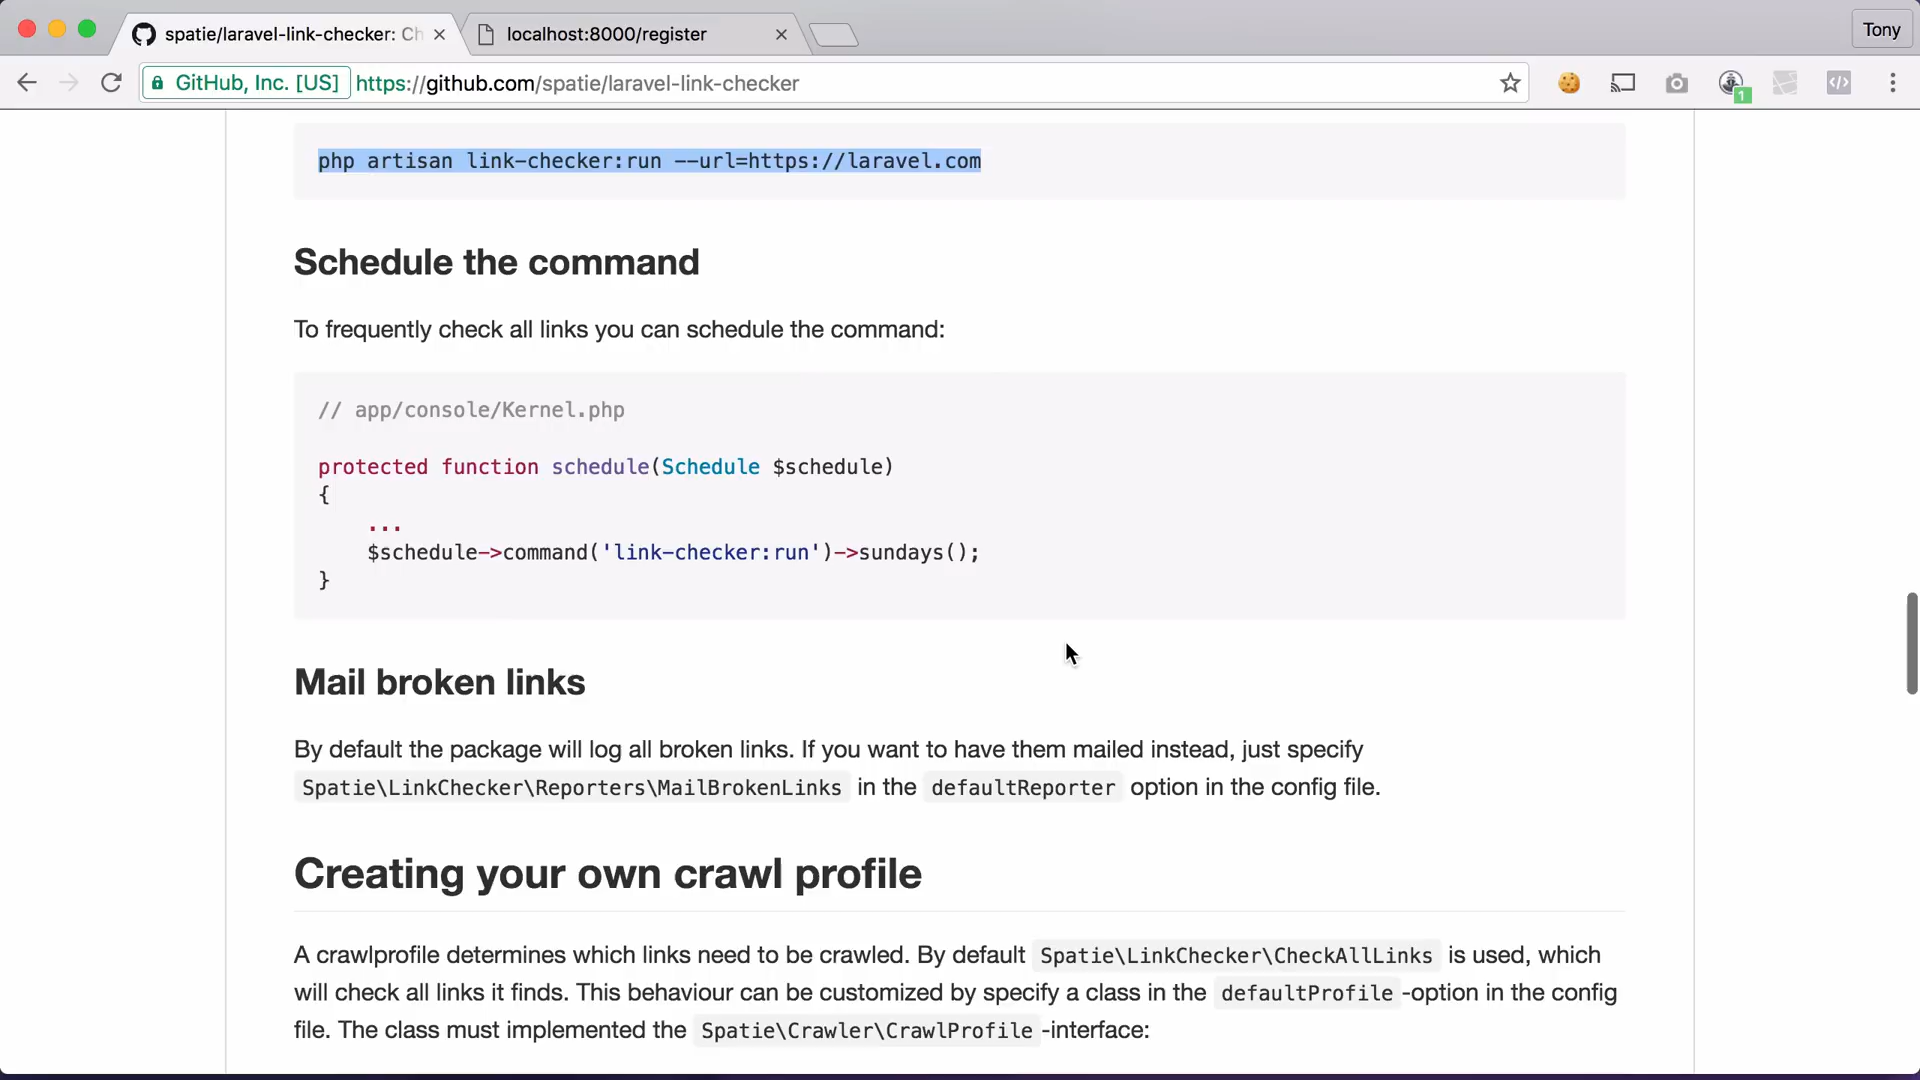 spatie/laravel-link-checker: Ch
localhost:8000/register
Tony
GitHub, Inc. [US]
https://github.com/spatie/laravel-link-checker
1
php artisan link-checker:run --url=https://laravel.com
Schedule the command
To frequently check all links you can schedule the command:
// app/console/Kernel.php
protected function schedule(Schedule $schedule)
{
...
$schedule->command('link-checker:run')->sundays();
}
Mail broken links
By default the package will log all broken links. If you want to have them mailed instead, just specify
Spatie\LinkChecker\Reporters\MailBrokenLinks in the defaultReporter option in the config file.
Creating your own crawl profile
A crawlprofile determines which links need to be crawled. By default Spatie\LinkChecker\CheckAllLinks is used, which
will check all links it finds. This behaviour can be customized by specify a class in the defaultProfile -option in the config
file. The class must implemented the Spatie\Crawler\CrawlProfile -interface: